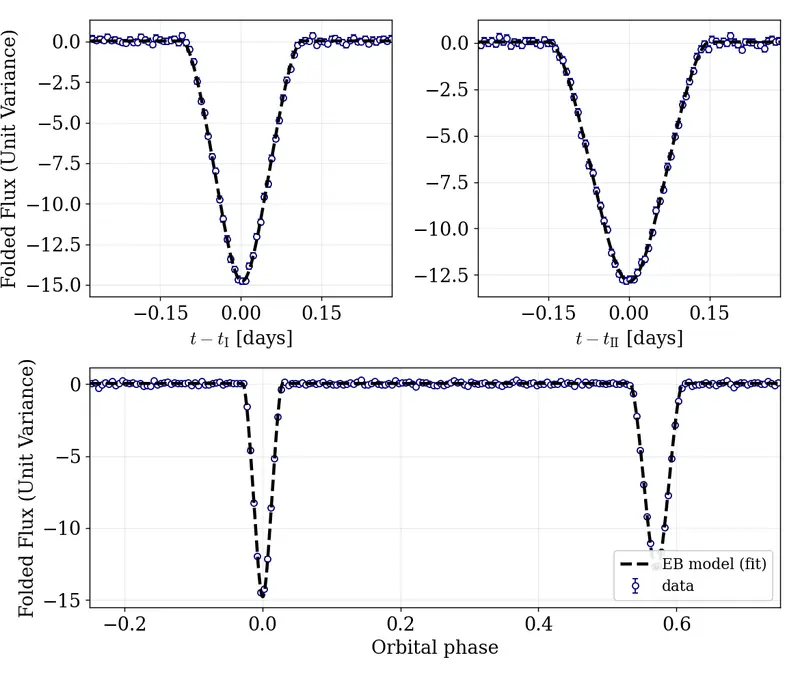 Folded Flux (Unit Variance)
0.0
−2.5
−5.0
−7.5
−10.0
−12.5
−15.0
−0.15 0.00 0.15
t − tI [days]
0.0
−2.5
−5.0
−7.5
−10.0
−12.5
−0.15 0.00 0.15
t − tII [days]
Folded Flux (Unit Variance)
0
−5
−10
−15
−0.2 0.0 0.2 0.4 0.6
Orbital phase
EB model (fit)
data